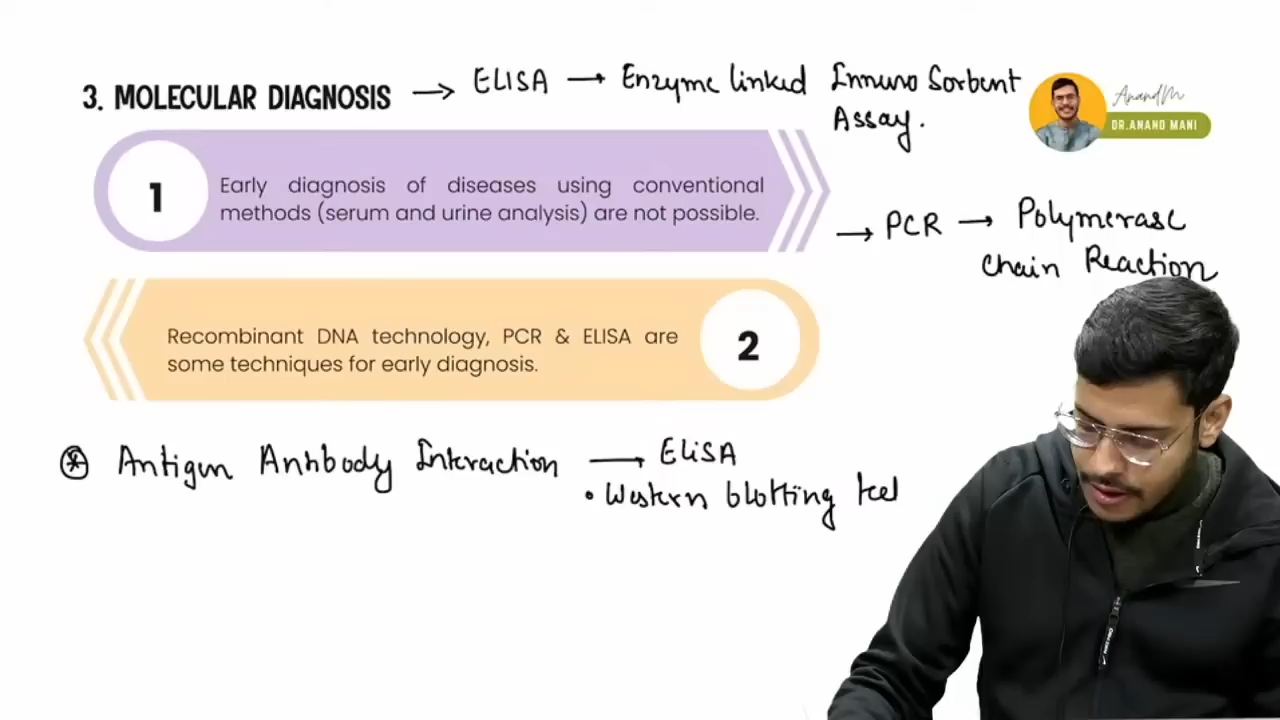 3. MOLECULAR DIAGNOSIS → ELISA → Enzyme linked Immuno Sorbent
Assay.
AnandM
DR.ANAND MANI
1
Early diagnosis of diseases using conventional
methods (serum and urine analysis) are not possible.
→ PCR → Polymerase
chain Reaction
Recombinant DNA technology, PCR & ELISA are
some techniques for early diagnosis.
2
Antigen Antibody Interaction → ELISA
• Western blotting